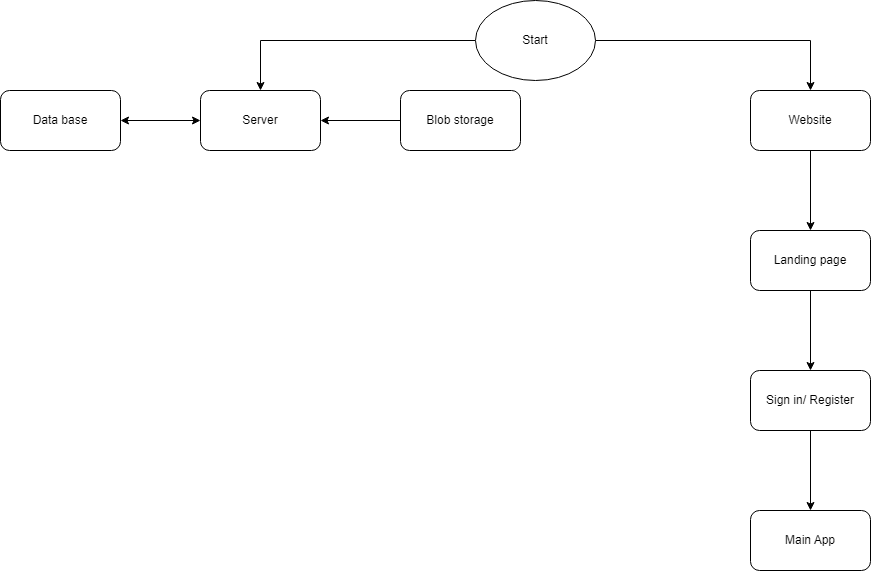 Start
Data base
Server
Blob storage
Website
Landing page
Sign in/ Register
Main App